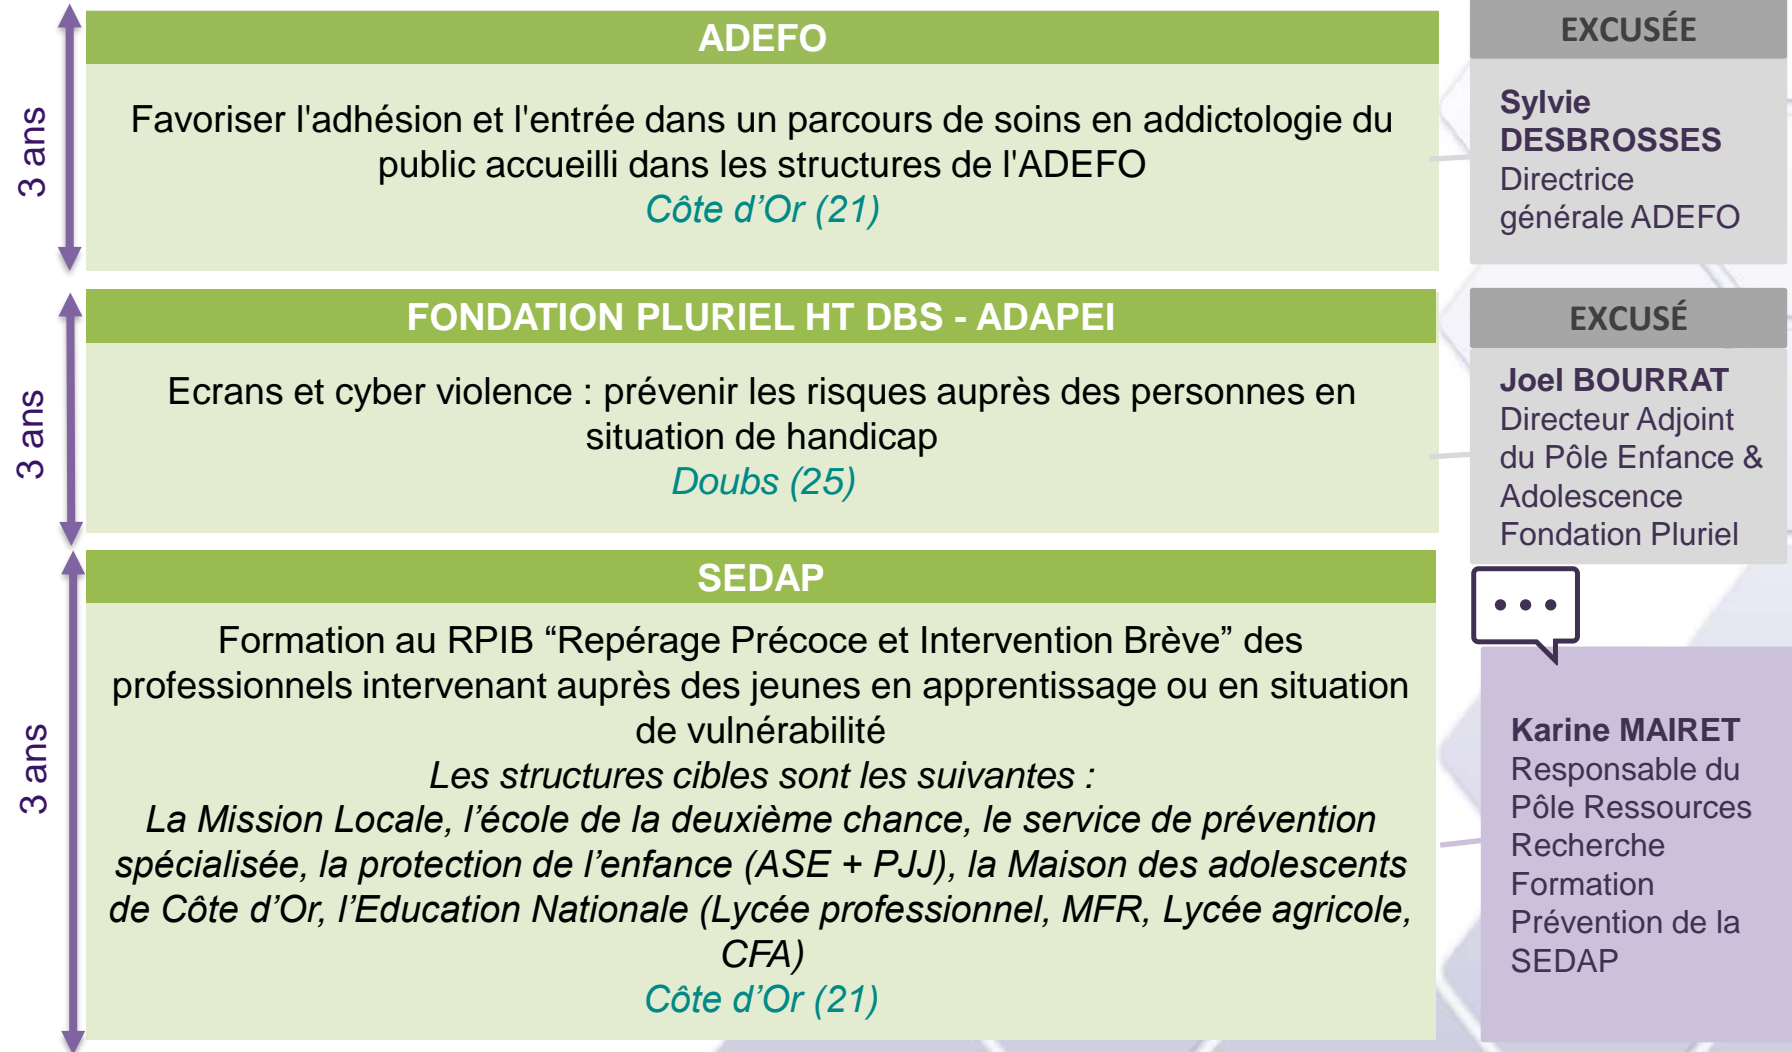 3 ans
ADEFO
Favoriser l'adhésion et l'entrée dans un parcours de soins en addictologie du
public accueilli dans les structures de l'ADEFO
Côte d’Or (21)
EXCUSÉE
Sylvie
DESBROSSES
Directrice
générale ADEFO
3 ans
FONDATION PLURIEL HT DBS - ADAPEI
Ecrans et cyber violence : prévenir les risques auprès des personnes en
situation de handicap
Doubs (25)
EXCUSÉ
Joel BOURRAT
Directeur Adjoint
du Pôle Enfance &
Adolescence
Fondation Pluriel
3 ans
SEDAP
Formation au RPIB “Repérage Précoce et Intervention Brève” des
professionnels intervenant auprès des jeunes en apprentissage ou en situation
de vulnérabilité
Les structures cibles sont les suivantes :
La Mission Locale, l’école de la deuxième chance, le service de prévention
spécialisée, la protection de l’enfance (ASE + PJJ), la Maison des adolescents
de Côte d’Or, l’Education Nationale (Lycée professionnel, MFR, Lycée agricole,
CFA)
Côte d’Or (21)
Karine MAIRET
Responsable du
Pôle Ressources
Recherche
Formation
Prévention de la
SEDAP